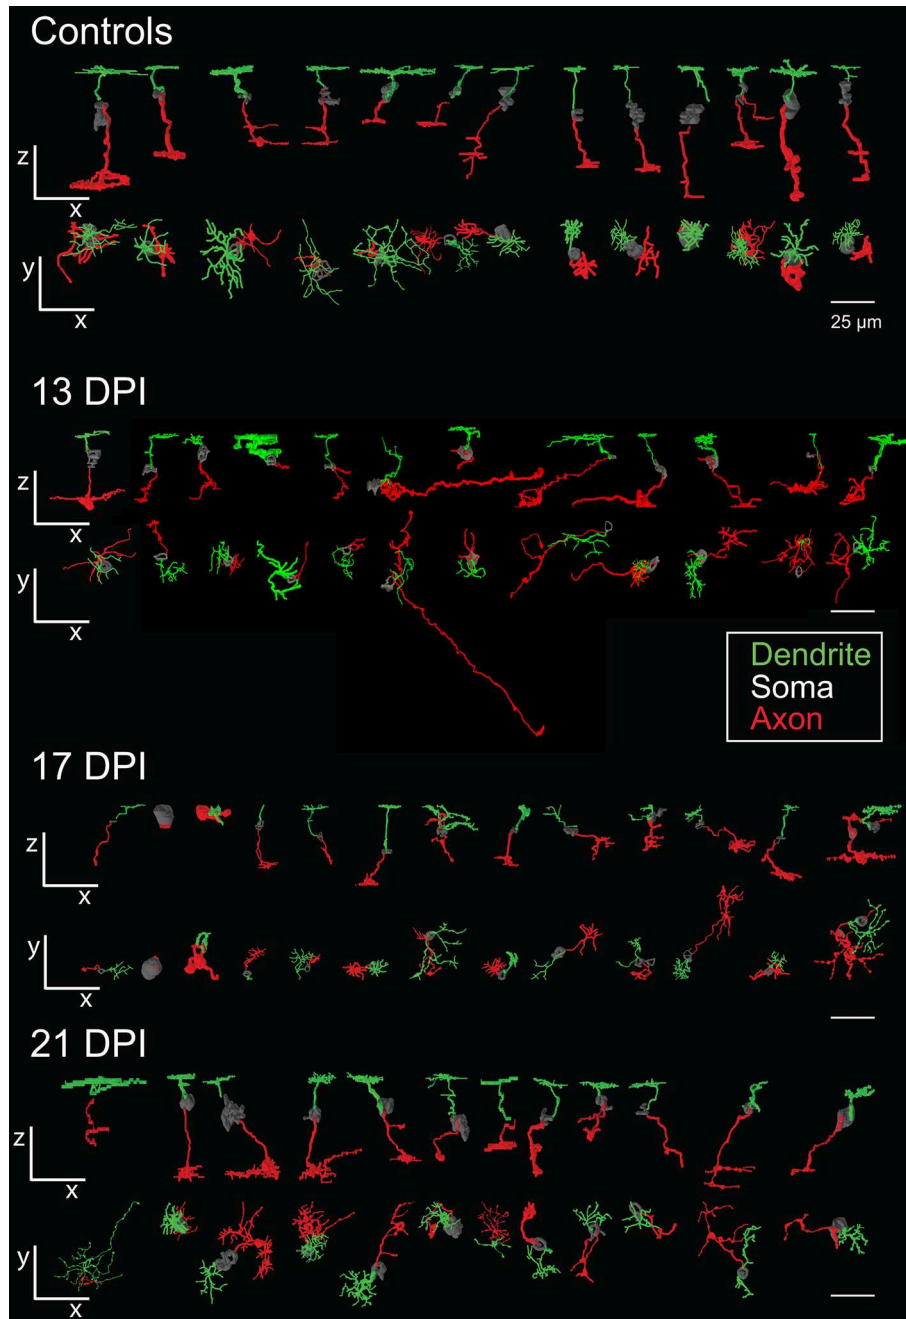 Controls
z
x
y
x
25 µm
13 DPI
z
x
y
x
Dendrite
Soma
Axon
17 DPI
z
x
y
x
21 DPI
z
x
y
x